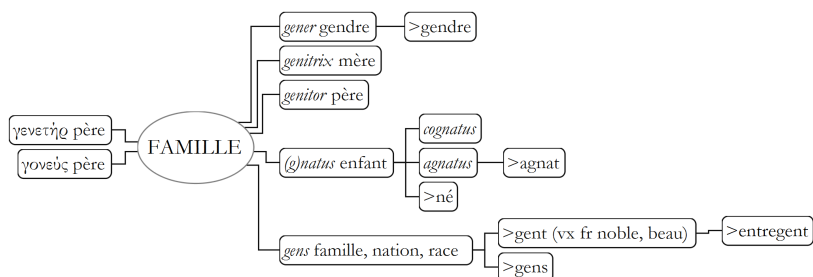 gener gendre
>gendre
genitrix mère
genitor père
γενετήρ père
γονεύς père
FAMILLE
cognatus
(g)natus enfant
agnatus
>agnat
>né
gens famille, nation, race
>gent (vx fr noble, beau)
>entregent
>gens